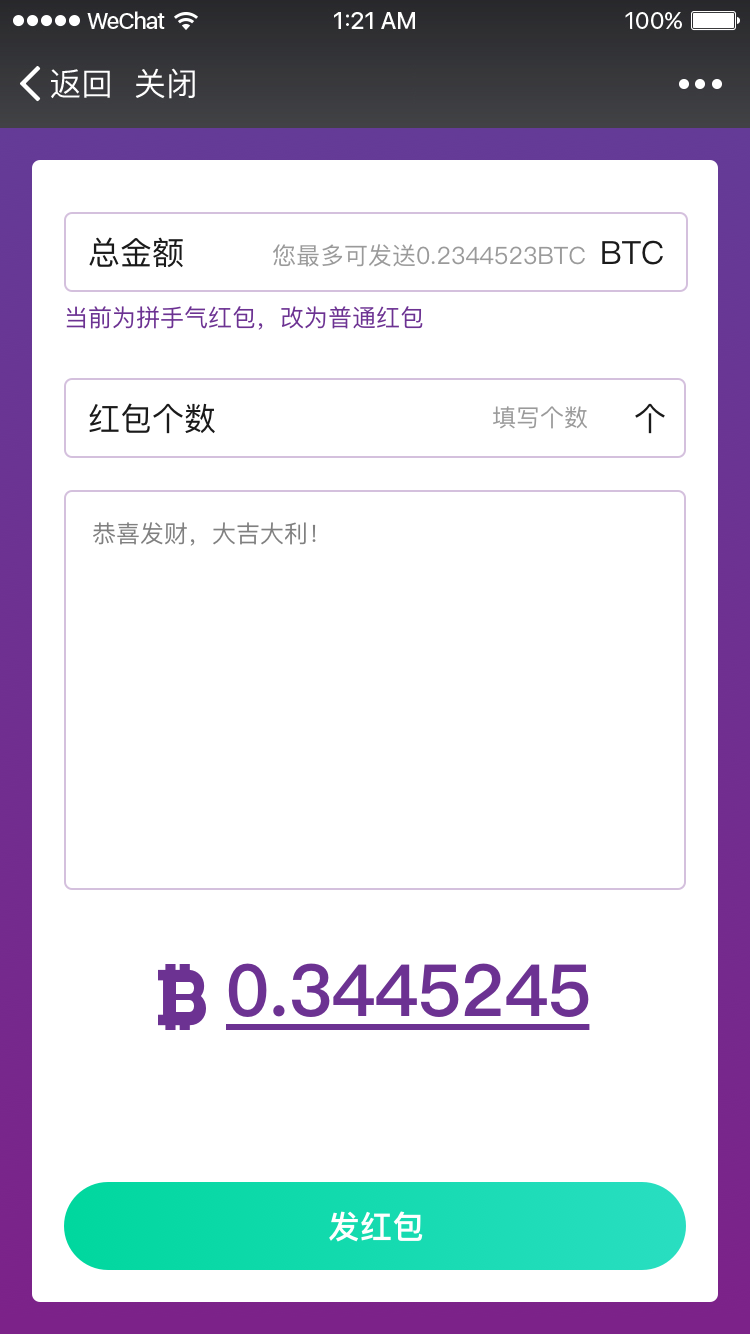 WeChat 1:21 AM 100%
返回 关闭
总金额 您最多可发送0.2344523BTC BTC
当前为拼手气红包，改为普通红包
红包个数 填写个数 个
恭喜发财，大吉大利！
0.3445245
发红包